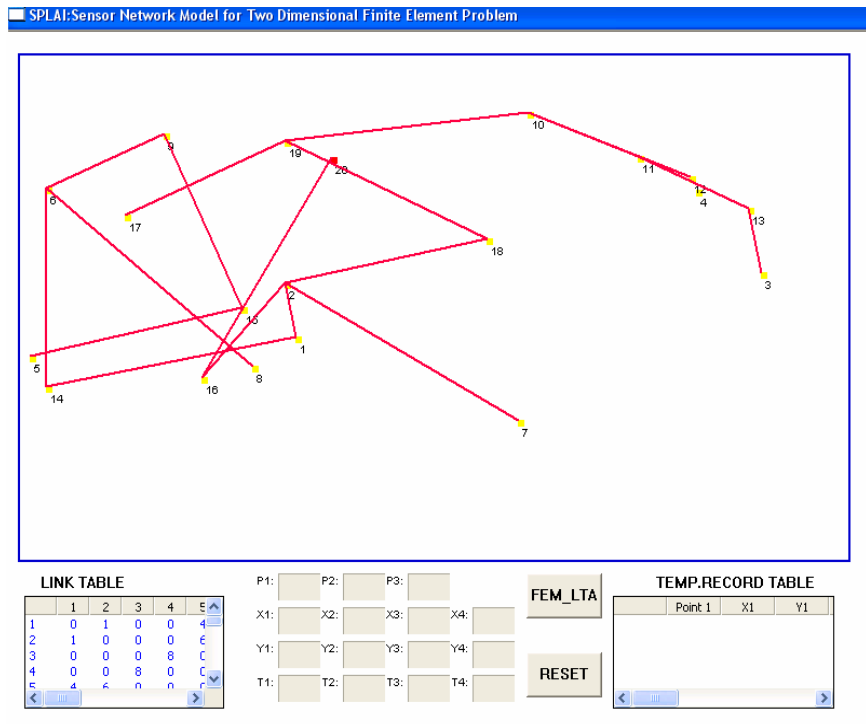 SPLAI:Sensor Network Model for Two Dimensional Finite Element Problem
10
9
19
20
11
12
4
6
13
17
18
3
2
15
1
5
8
16
14
7
LINK TABLE
1 2 3 4 5
1 0 1 0 0 4
2 1 0 0 0 6
3 0 0 0 8
4 0 0 8 0
5 4 6 0 0
P1: P2: P3:
X1: X2: X3: X4:
Y1: Y2: Y3: Y4:
T1: T2: T3: T4:
FEM_LTA
RESET
TEMP.RECORD TABLE
Point 1 X1 Y1